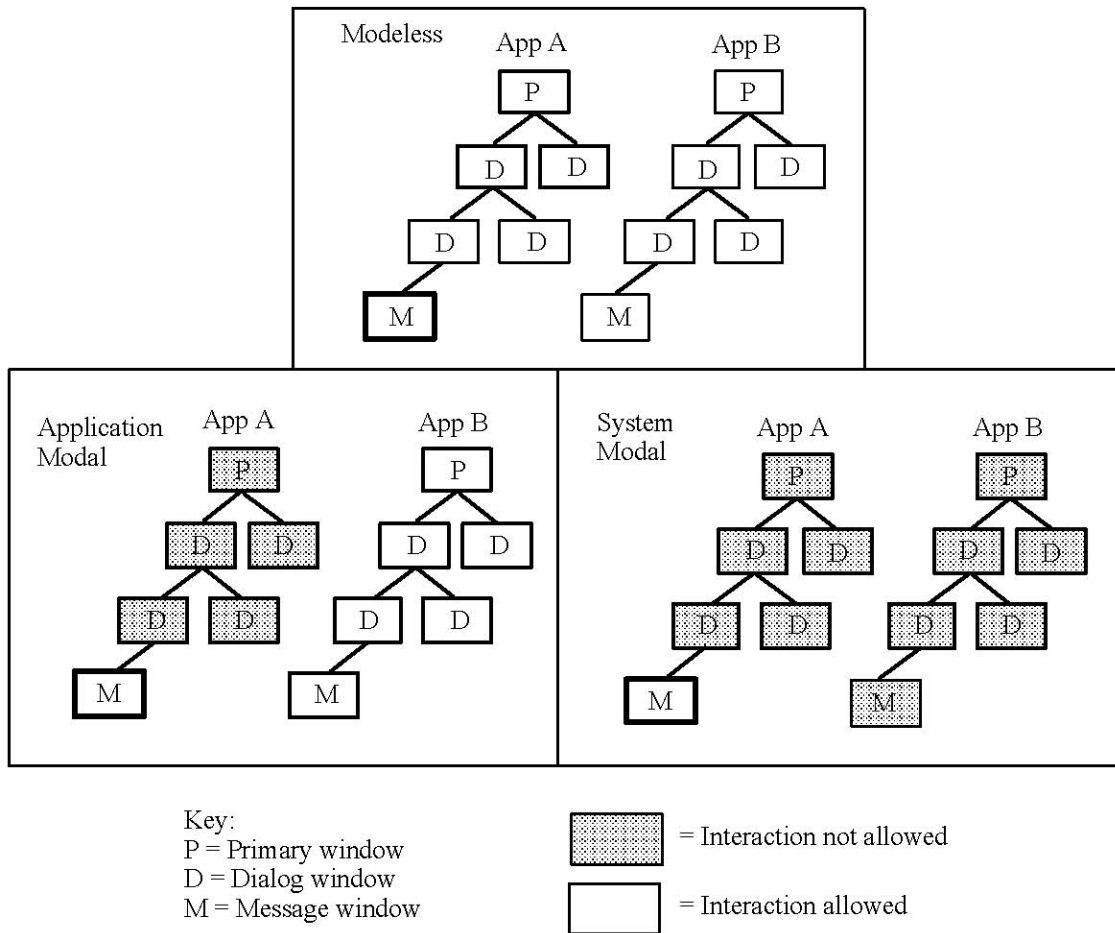 Modeless
App A App B
P P
D D D D
D D D D
M M
Application
Modal
App A App B
P P
D D D D
D D D D
M M
System
Modal
App A App B
P P
D D D D
D D D D
M M
Key:
P = Primary window
D = Dialog window
M = Message window
= Interaction not allowed
= Interaction allowed